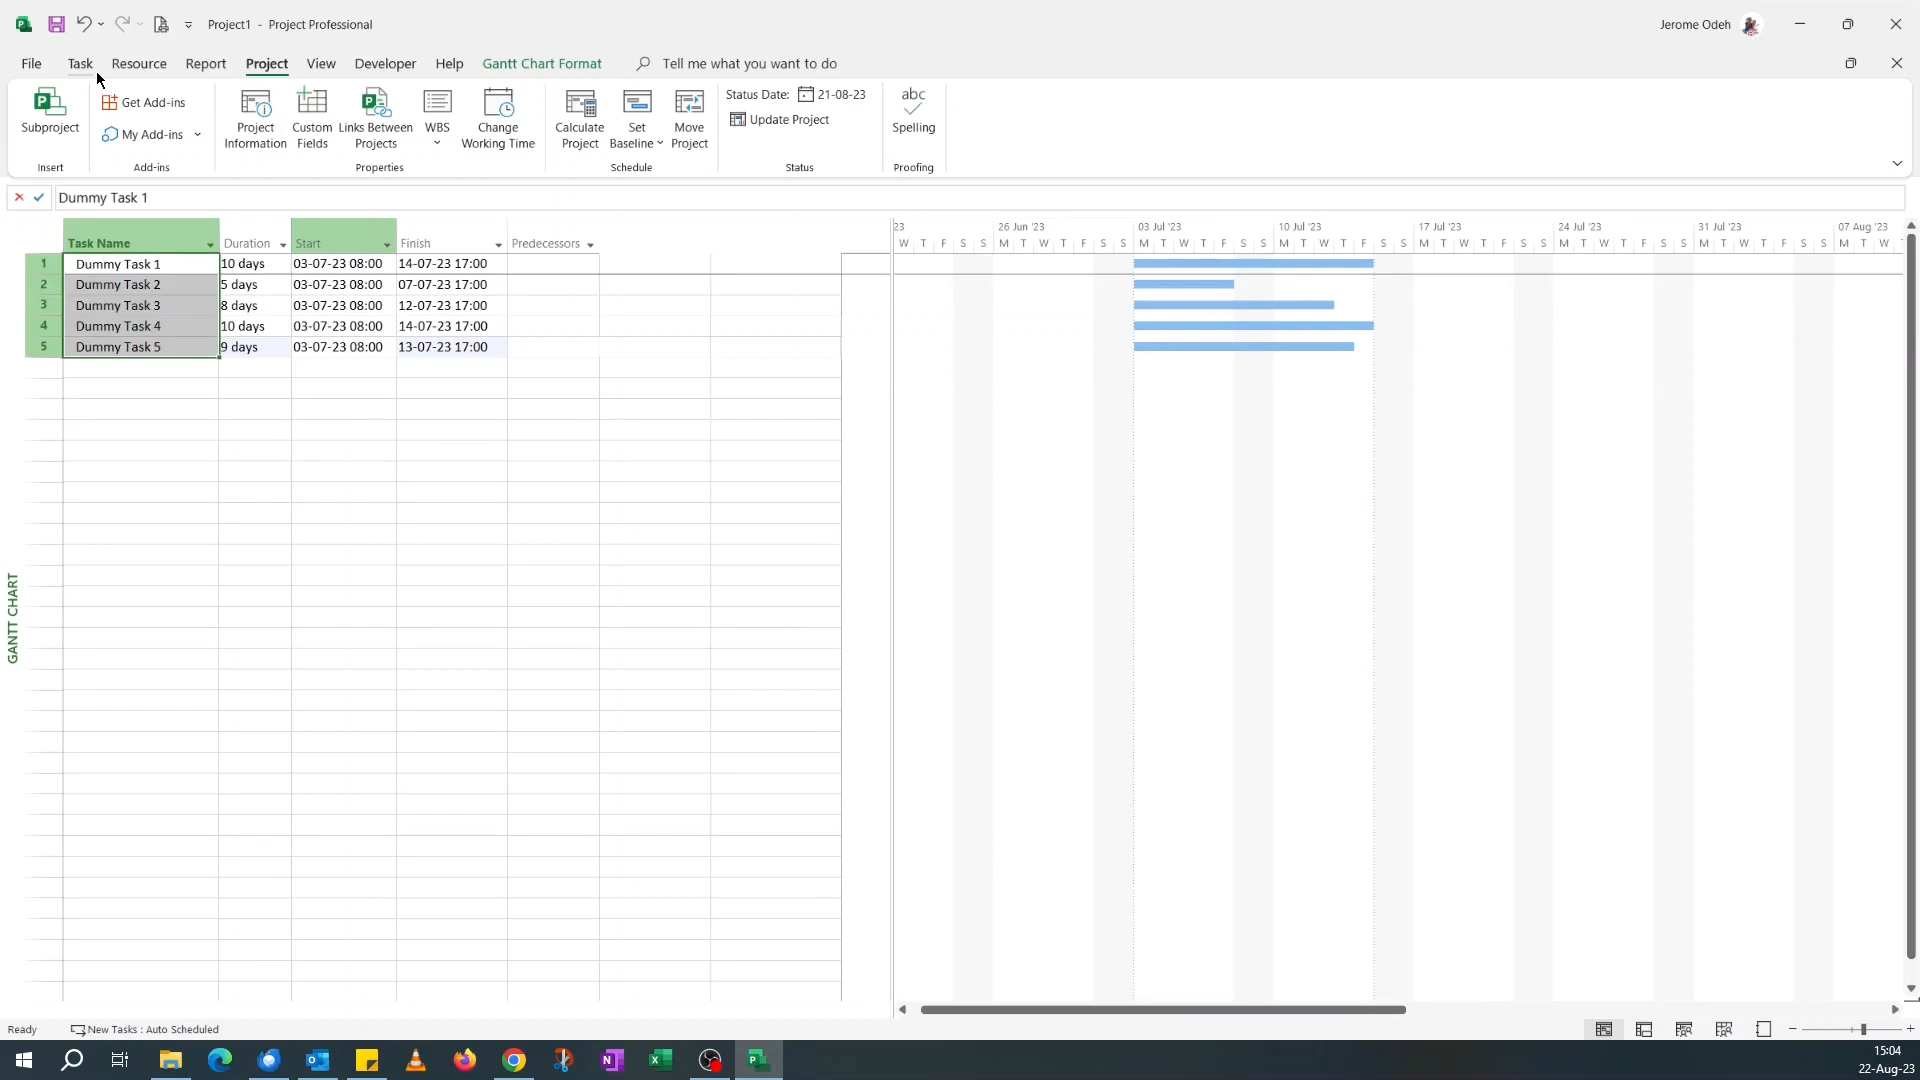 Project1 - Project Professional
Jerome Odeh
File Task Resource Report Project View Developer Help Gantt Chart Format Tell me what you want to do
Subproject
Insert
Get Add-ins
My Add-ins
Add-ins
Project Information
Custom Fields
Links Between Projects
WBS
Change Working Time
Properties
Calculate Project
Set Baseline
Move Project
Schedule
Status Date: 21-08-23
Update Project
Status
abc
Spelling
Proofing
Dummy Task 1
Task Name Duration Start Finish Predecessors
1 Dummy Task 1 10 days 03-07-23 08:00 14-07-23 17:00
2 Dummy Task 2 5 days 03-07-23 08:00 07-07-23 17:00
3 Dummy Task 3 8 days 03-07-23 08:00 12-07-23 17:00
4 Dummy Task 4 10 days 03-07-23 08:00 14-07-23 17:00
5 Dummy Task 5 9 days 03-07-23 08:00 13-07-23 17:00
23 26 Jun '23 03 Jul '23 10 Jul '23 17 Jul '23 24 Jul '23 31 Jul '23 07 Aug '23
W T F S S M T W T F S S M T W T F S S M T W T F S S M T W T F S S M T W T F S S M T W T F S S M T W
GANTT CHART
Ready New Tasks : Auto Scheduled
15:04
22-Aug-23